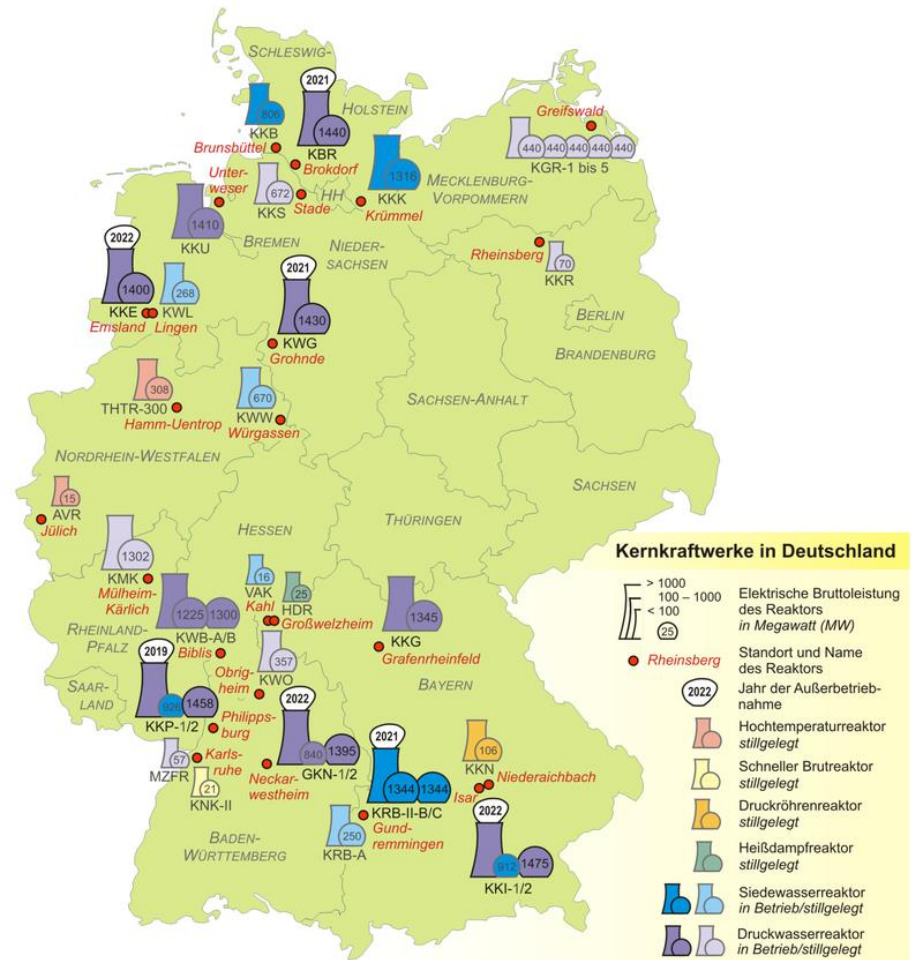 SCHLESWIG-
HOLSTEIN
2021
806
KKB
1440
KBR
Brunsbüttel
Brokdorf
Greifswald
440 440 440 440 440
KGR-1 bis 5
MECKLENBURG-
VORPOMMERN
Unter-
weser
672
KKS
Stade
HH
1316
KKK
Krümmel
1410
KKU
BREMEN
NIEDER-
SACHSEN
Rheinsberg
70
KKR
BERLIN
BRANDENBURG
2022
1400
KKE
Emsland
268
KWL
Lingen
2021
1430
KWG
Grohnde
308
THTR-300
Hamm-Uentrop
670
KWW
Würgassen
SACHSEN-ANHALT
NORDRHEIN-WESTFALEN
SACHSEN
15
AVR
Jülich
HESSEN
THÜRINGEN
1302
KMK
Mülheim-
Kärlich
16
VAK
Kahl
25
HDR
Großwelzheim
1225 1300
KWB-A/B
Biblis
1345
KKG
Grafenrheinfeld
RHEINLAND-
PFALZ
357
KWO
Obrig-
heim
BAYERN
SAAR-
LAND
2019
926 1458
KKP-1/2
Philipps-
burg
2022
840 1395
GKN-1/2
Neckar-
westheim
57
MZFR
Karls-
ruhe
21
KNK-II
2021
1344 1344
KRB-II-B/C
Gund-
remmingen
250
KRB-A
106
KKN
Niederaichbach
Isar
2022
912 1475
KKI-1/2
BADEN-
WÜRTTEMBERG
Kernkraftwerke in Deutschland
> 1000
100 – 1000
< 100
25
Elektrische Bruttoleistung
des Reaktors
in Megawatt (MW)
Rheinsberg
Standort und Name
des Reaktors
2022
Jahr der Außerbetrieb-
nahme
Hochtemperaturreaktor
stillgelegt
Schneller Brutreaktor
stillgelegt
Druckröhrenreaktor
stillgelegt
Heißdampfreaktor
stillgelegt
Siedewasserreaktor
in Betrieb/stillgelegt
Druckwasserreaktor
in Betrieb/stillgelegt